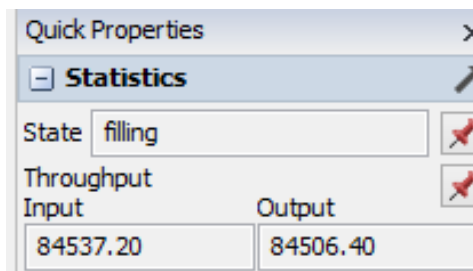 Quick Properties
Statistics
State filling
Throughput
Input Output
84537.20 84506.40